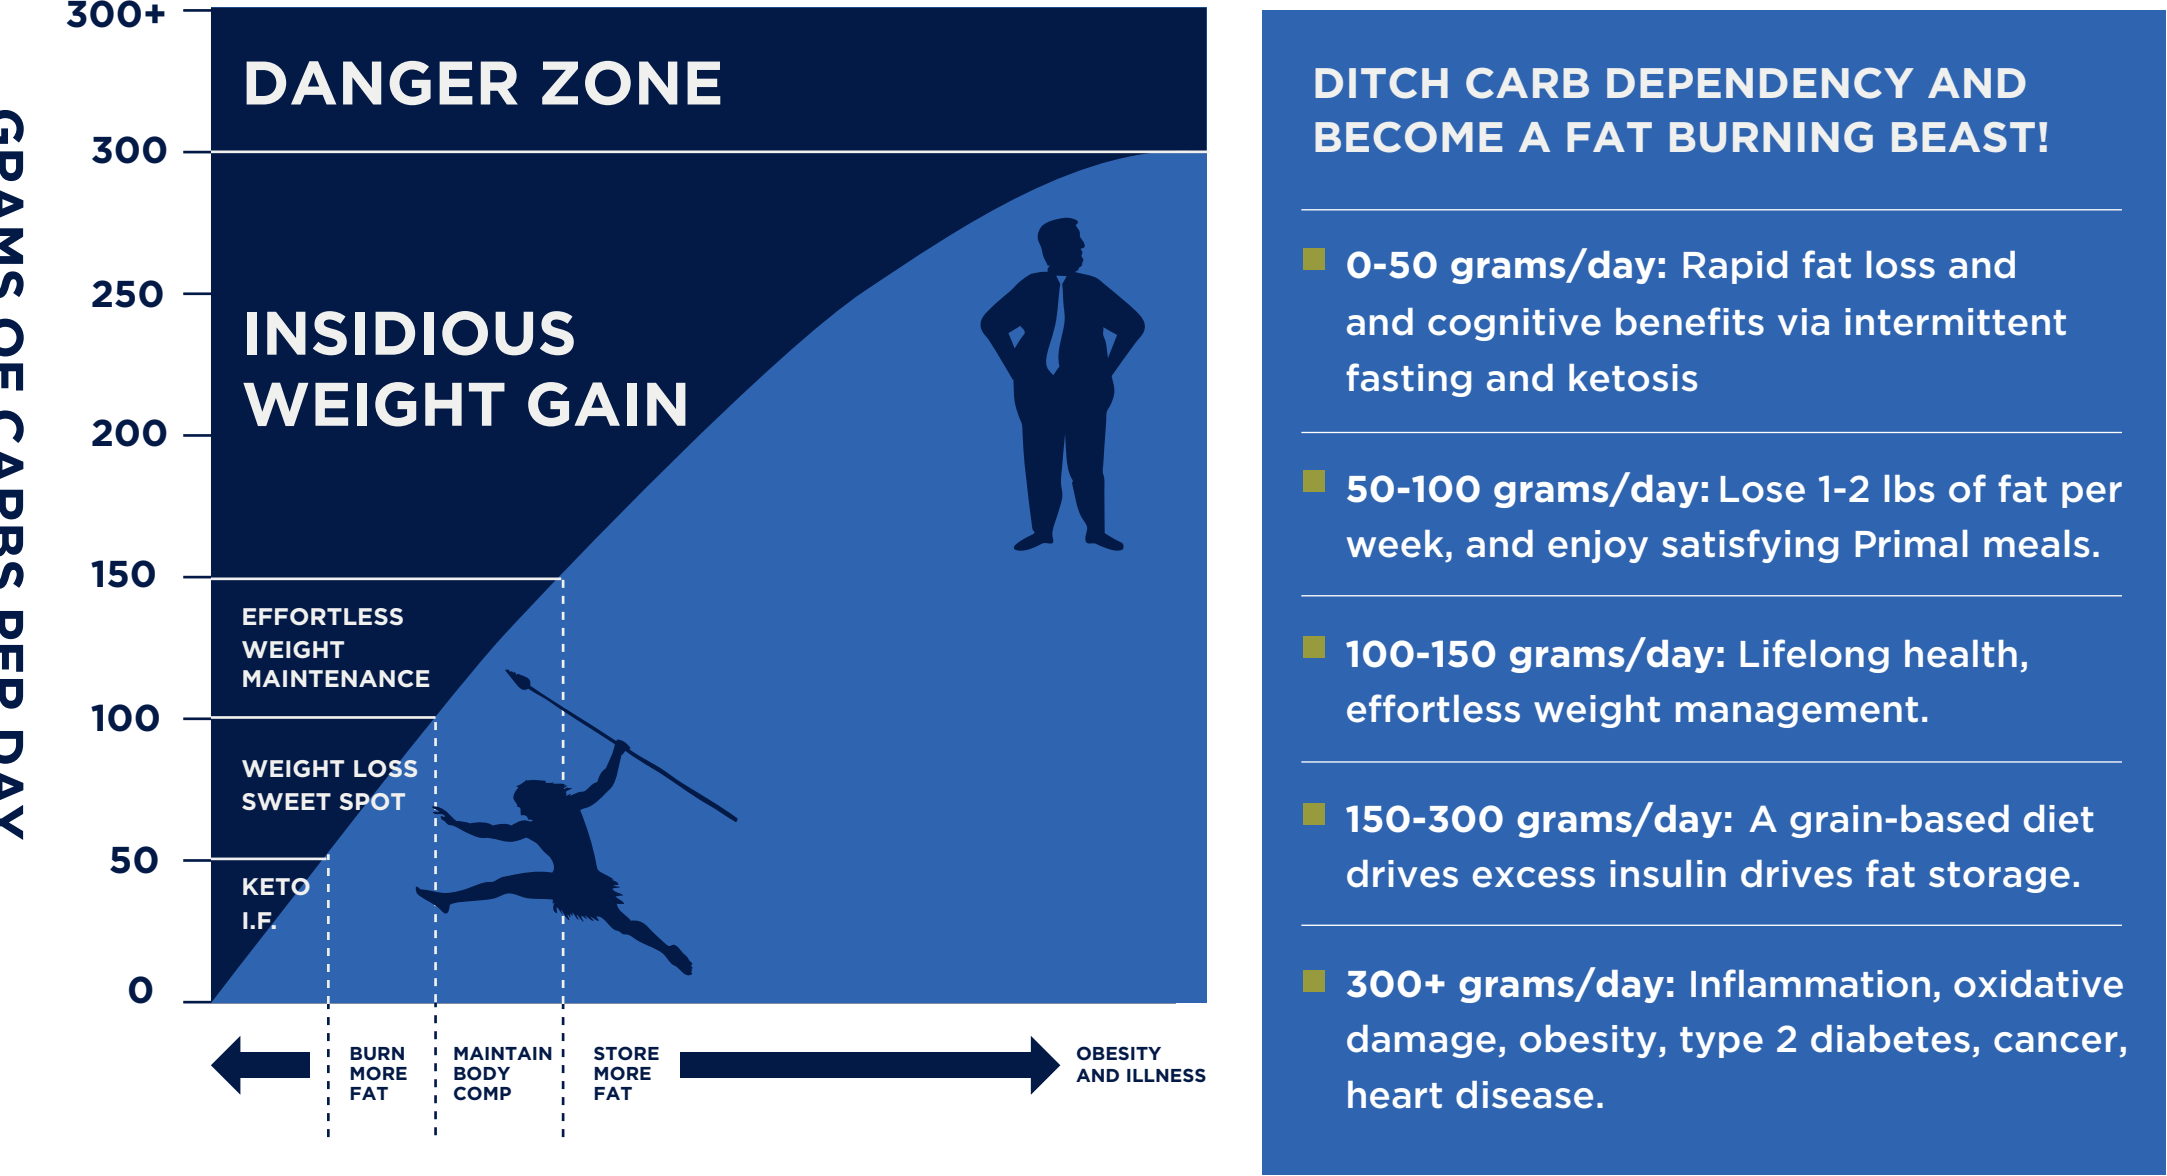 GRAMS OF CARBS PER DAY
300+
300
250
200
150
100
50
0
DANGER ZONE
INSIDIOUS
WEIGHT GAIN
EFFORTLESS
WEIGHT
MAINTENANCE
WEIGHT LOSS
SWEET SPOT
KETO
I.F.
BURN
MORE
FAT
MAINTAIN
BODY
COMP
STORE
MORE
FAT
OBESITY
AND ILLNESS
DITCH CARB DEPENDENCY AND
BECOME A FAT BURNING BEAST!
0-50 grams/day: Rapid fat loss and
and cognitive benefits via intermittent
fasting and ketosis
50-100 grams/day: Lose 1-2 lbs of fat per
week, and enjoy satisfying Primal meals.
100-150 grams/day: Lifelong health,
effortless weight management.
150-300 grams/day: A grain-based diet
drives excess insulin drives fat storage.
300+ grams/day: Inflammation, oxidative
damage, obesity, type 2 diabetes, cancer,
heart disease.